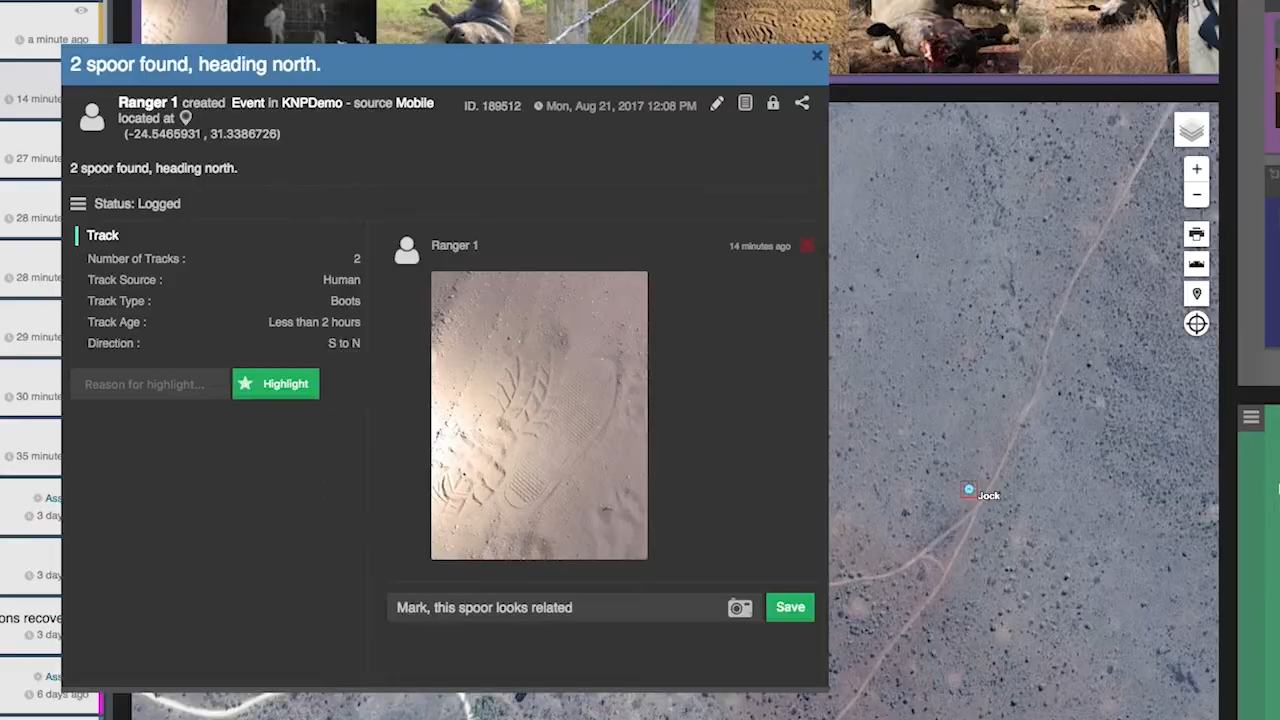 a minute ago
14 minute
27 minute
28 minute
28 minute
29 minute
30 minute
35 minute
Ass
3 day
3 day
ons recove
3 day
Ass
6 days ago
2 spoor found, heading north.
Ranger 1 created Event in KNPDemo - source Mobile
located at
(-24.5465931 , 31.3386726)
ID. 189512
Mon, Aug 21, 2017 12:08 PM
2 spoor found, heading north.
Status: Logged
Track
Number of Tracks : 2
Track Source : Human
Track Type : Boots
Track Age : Less than 2 hours
Direction : S to N
Reason for highlight...
Highlight
Ranger 1
14 minutes ago
Mark, this spoor looks related
Save
+
−
Jock